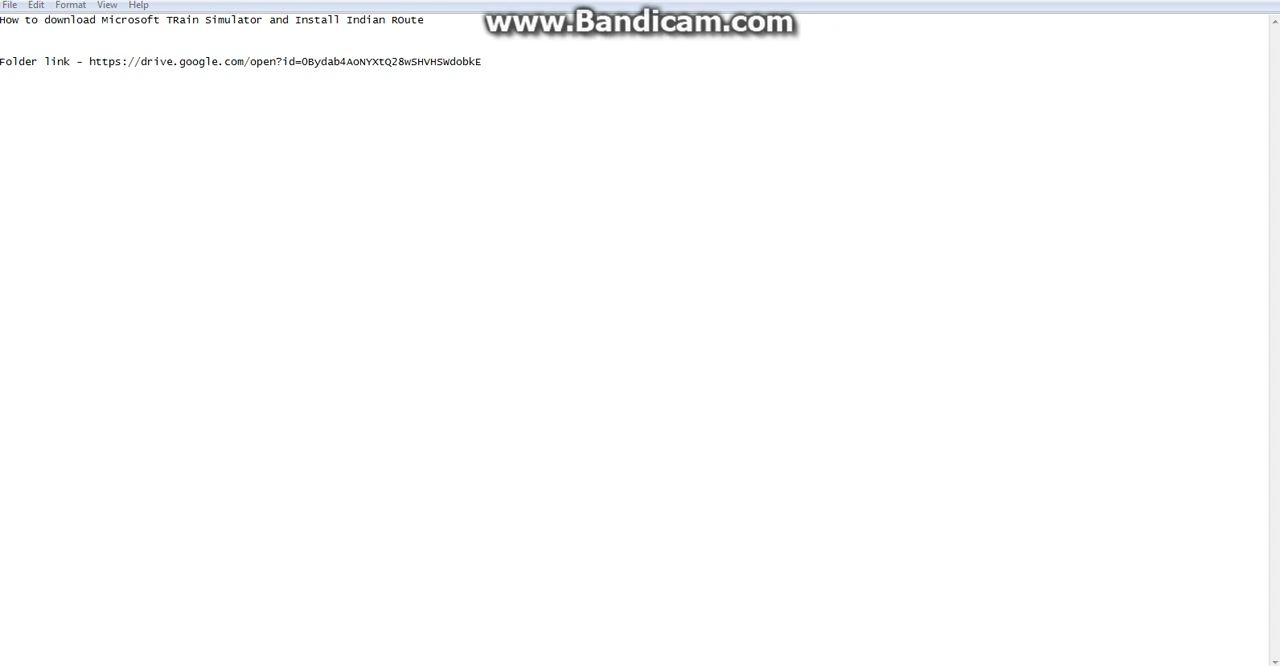 File Edit Format View Help
www.Bandicam.com
How to download Microsoft TRain Simulator and Install Indian ROute
Folder link - https://drive.google.com/open?id=0Bydab4AoNYXtQ28wSHVHSWdobkE